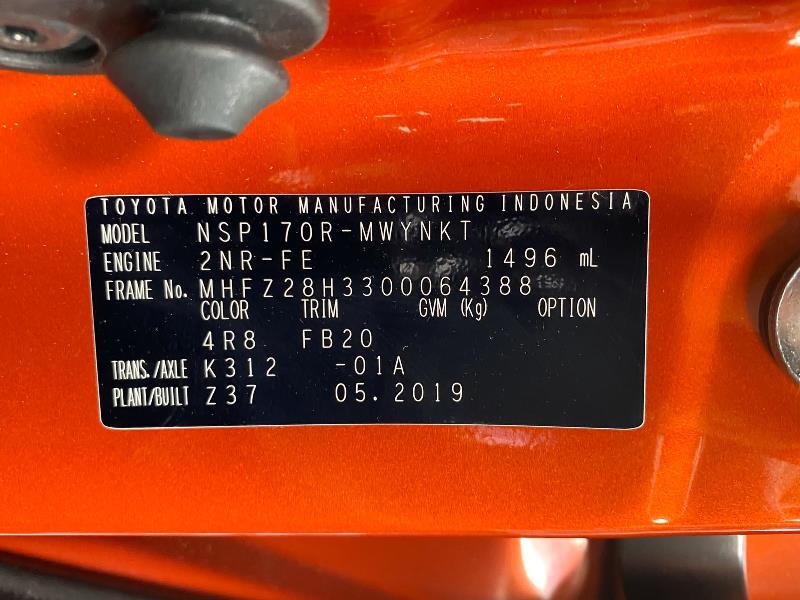 TOYOTA MOTOR MANUFACTURING INDONESIA
MODEL NSP170R-MWYNKT
ENGINE 2NR-FE 1496 mL
FRAME No. MHFZ28H3300064388
COLOR TRIM GVM (Kg) OPTION
4R8 FB20
TRANS./AXLE K312 -01A
PLANT/BUILT Z37 05.2019